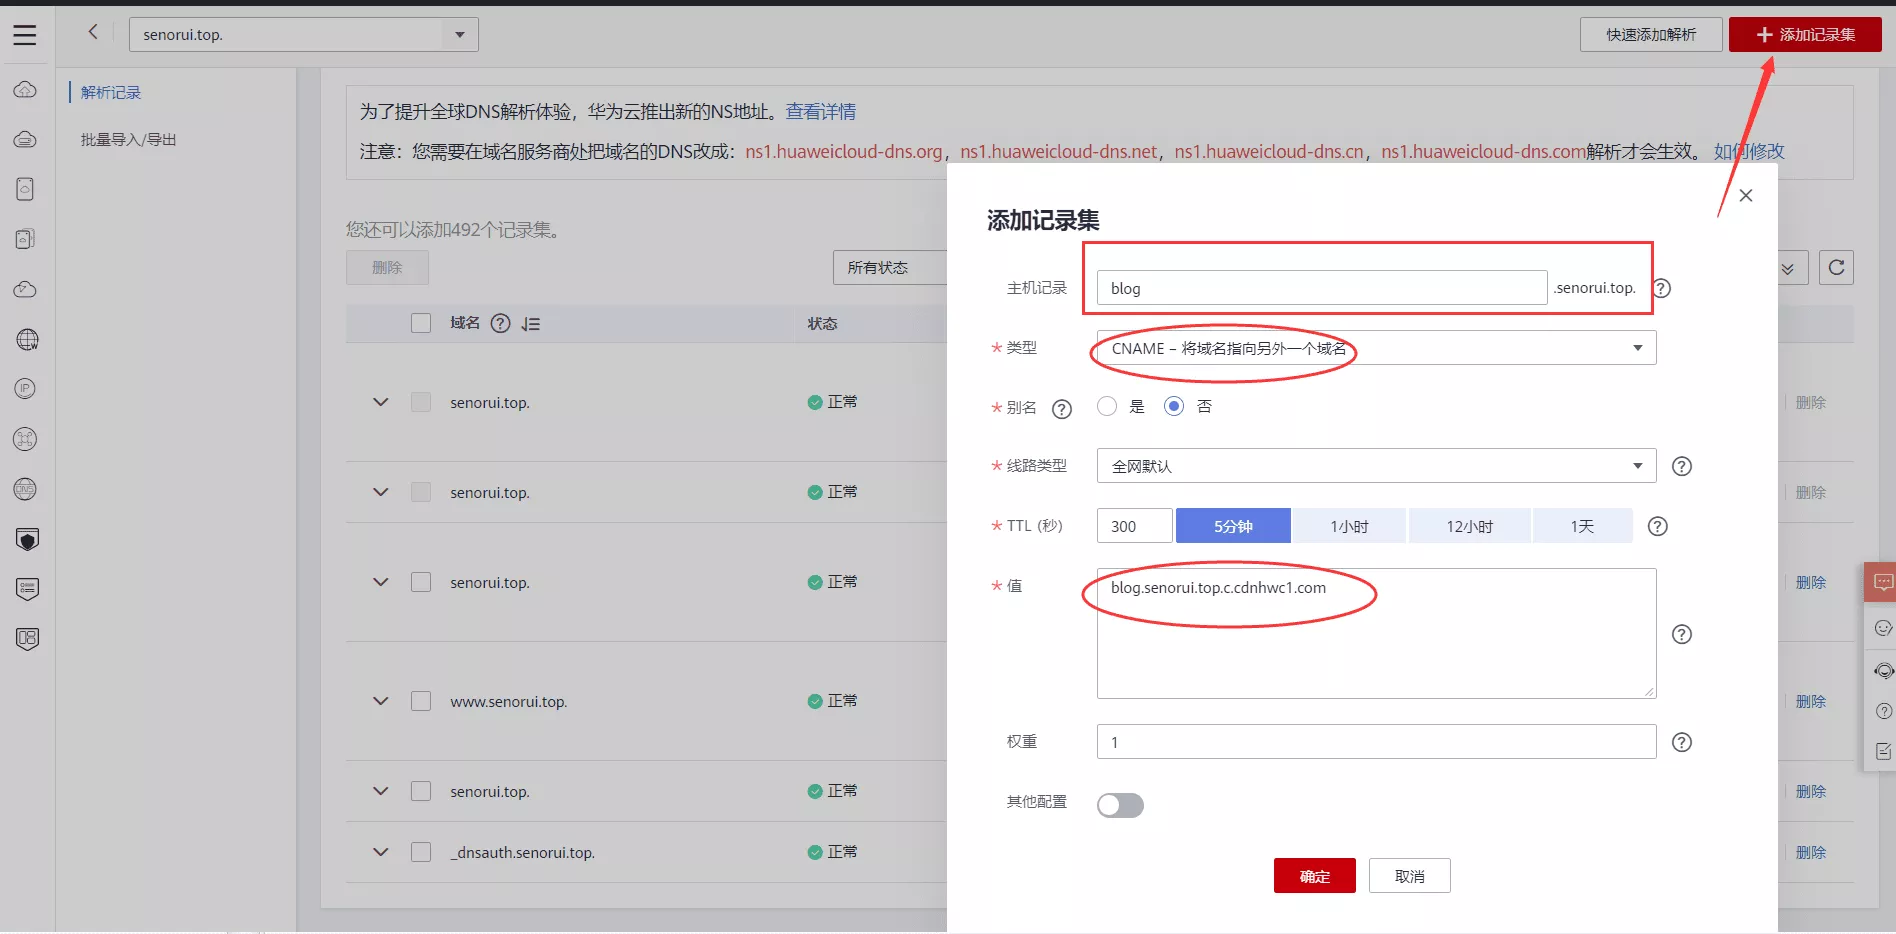 senorui.top.
快速添加解析
添加记录集
解析记录
批量导入/导出
为了提升全球DNS解析体验，华为云推出新的NS地址。查看详情
注意：您需要在域名服务商处把域名的DNS改成：ns1.huaweicloud-dns.org，ns1.huaweicloud-dns.net，ns1.huaweicloud-dns.cn，ns1.huaweicloud-dns.com解析才会生效。 如何修改
您还可以添加492个记录集。
删除
所有状态
域名
状态
senorui.top.
正常
删除
senorui.top.
正常
删除
senorui.top.
正常
删除
www.senorui.top.
正常
删除
senorui.top.
正常
删除
_dnsauth.senorui.top.
正常
删除
添加记录集
主机记录
blog
.senorui.top.
* 类型
CNAME – 将域名指向另外一个域名
* 别名
是
否
* 线路类型
全网默认
* TTL (秒)
300
5分钟
1小时
12小时
1天
* 值
blog.senorui.top.c.cdnhwc1.com
权重
1
其他配置
确定
取消
IP
DNS